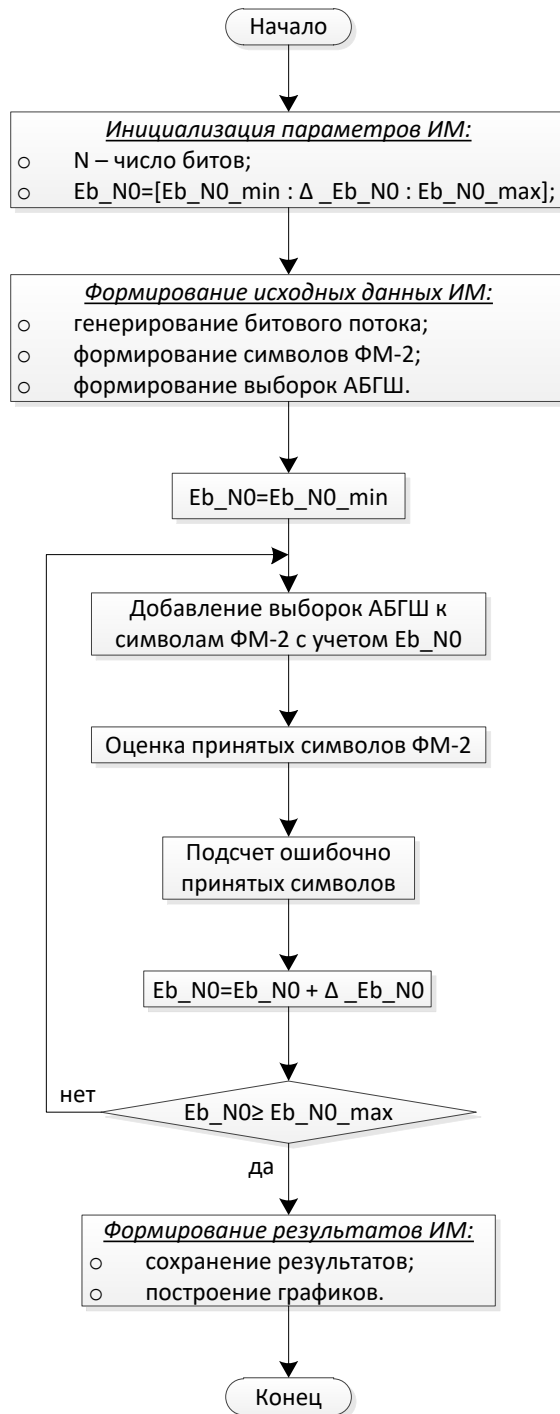 Начало
Инициализация параметров ИМ:
o N – число битов;
o Eb_N0=[Eb_N0_min : Δ _Eb_N0 : Eb_N0_max];
Формирование исходных данных ИМ:
o генерирование битового потока;
o формирование символов ФМ-2;
o формирование выборок АБГШ.
Eb_N0=Eb_N0_min
Добавление выборок АБГШ к
символам ФМ-2 с учетом Eb_N0
Оценка принятых символов ФМ-2
Подсчет ошибочно
принятых символов
Eb_N0=Eb_N0 + Δ _Eb_N0
нет
Eb_N0≥ Eb_N0_max
да
Формирование результатов ИМ:
o сохранение результатов;
o построение графиков.
Конец